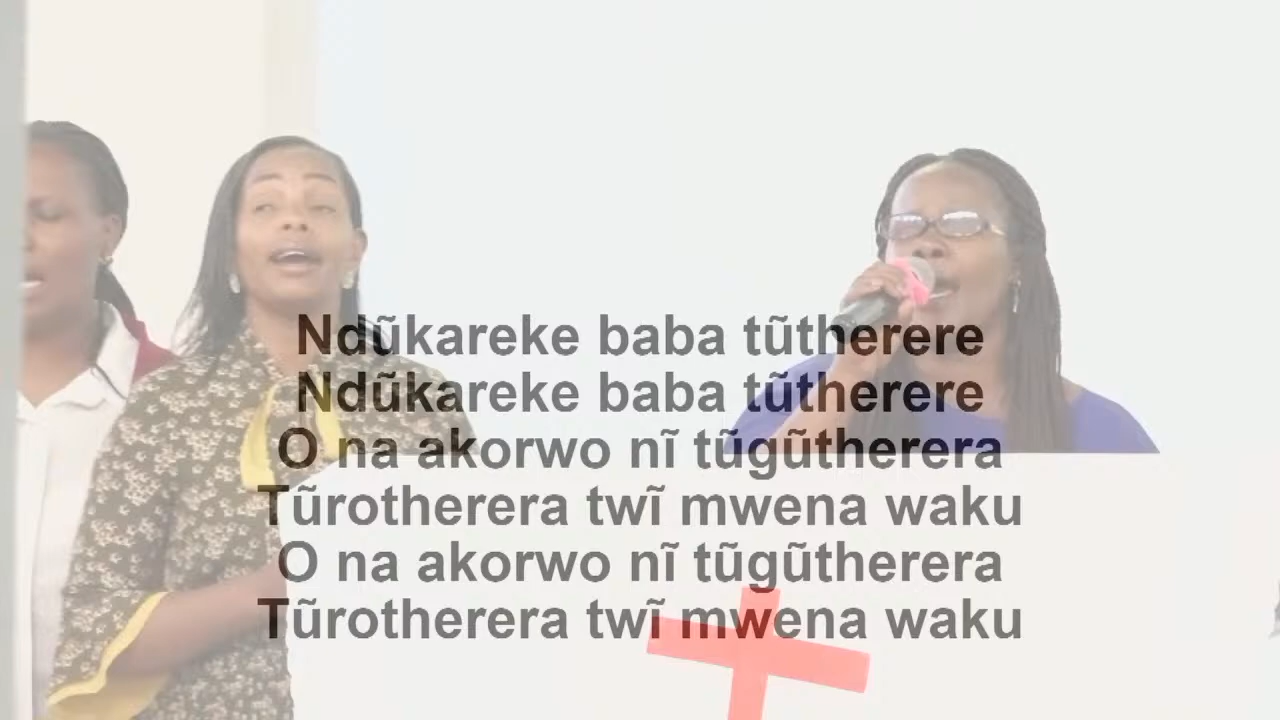 Ndũkareke baba tũtherere
Ndũkareke baba tũtherere
O na akorwo nĩ tũgũtherera
Tũrotherera twĩ mwena waku
O na akorwo nĩ tũgũtherera
Tũrotherera twĩ mwena waku